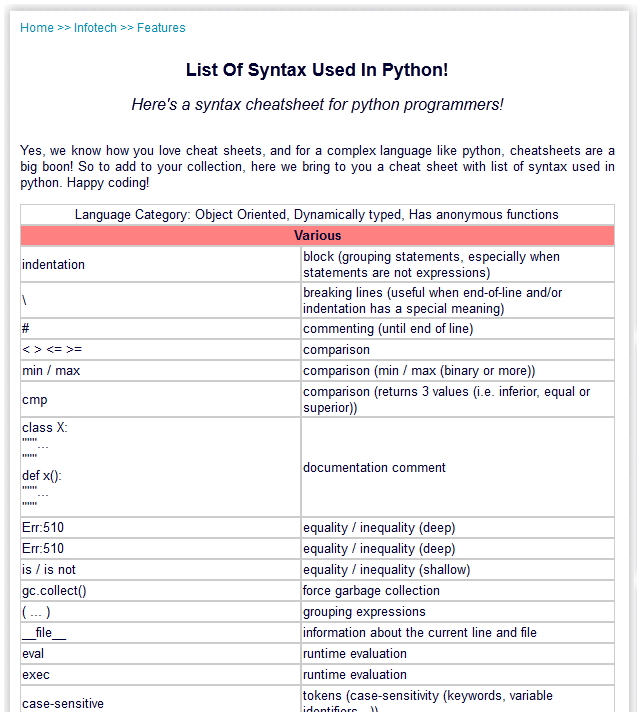 Home >> Infotech >> Features
List Of Syntax Used In Python!
Here's a syntax cheatsheet for python programmers!
Yes, we know how you love cheat sheets, and for a complex language like python, cheatsheets are a
big boon! So to add to your collection, here we bring to you a cheat sheet with list of syntax used in
python. Happy coding!
Language Category: Object Oriented, Dynamically typed, Has anonymous functions
Various
indentation
block (grouping statements, especially when
statements are not expressions)
\
breaking lines (useful when end-of-line and/or
indentation has a special meaning)
#
commenting (until end of line)
< > <= >=
comparison
min / max
comparison (min / max (binary or more))
cmp
comparison (returns 3 values (i.e. inferior, equal or
superior))
class X:
"""...
"""
def x():
"""...
"""
documentation comment
Err:510
equality / inequality (deep)
Err:510
equality / inequality (deep)
is / is not
equality / inequality (shallow)
gc.collect()
force garbage collection
( ... )
grouping expressions
__file__
information about the current line and file
eval
runtime evaluation
exec
runtime evaluation
case-sensitive
tokens (case-sensitivity (keywords, variable
identifiers...))